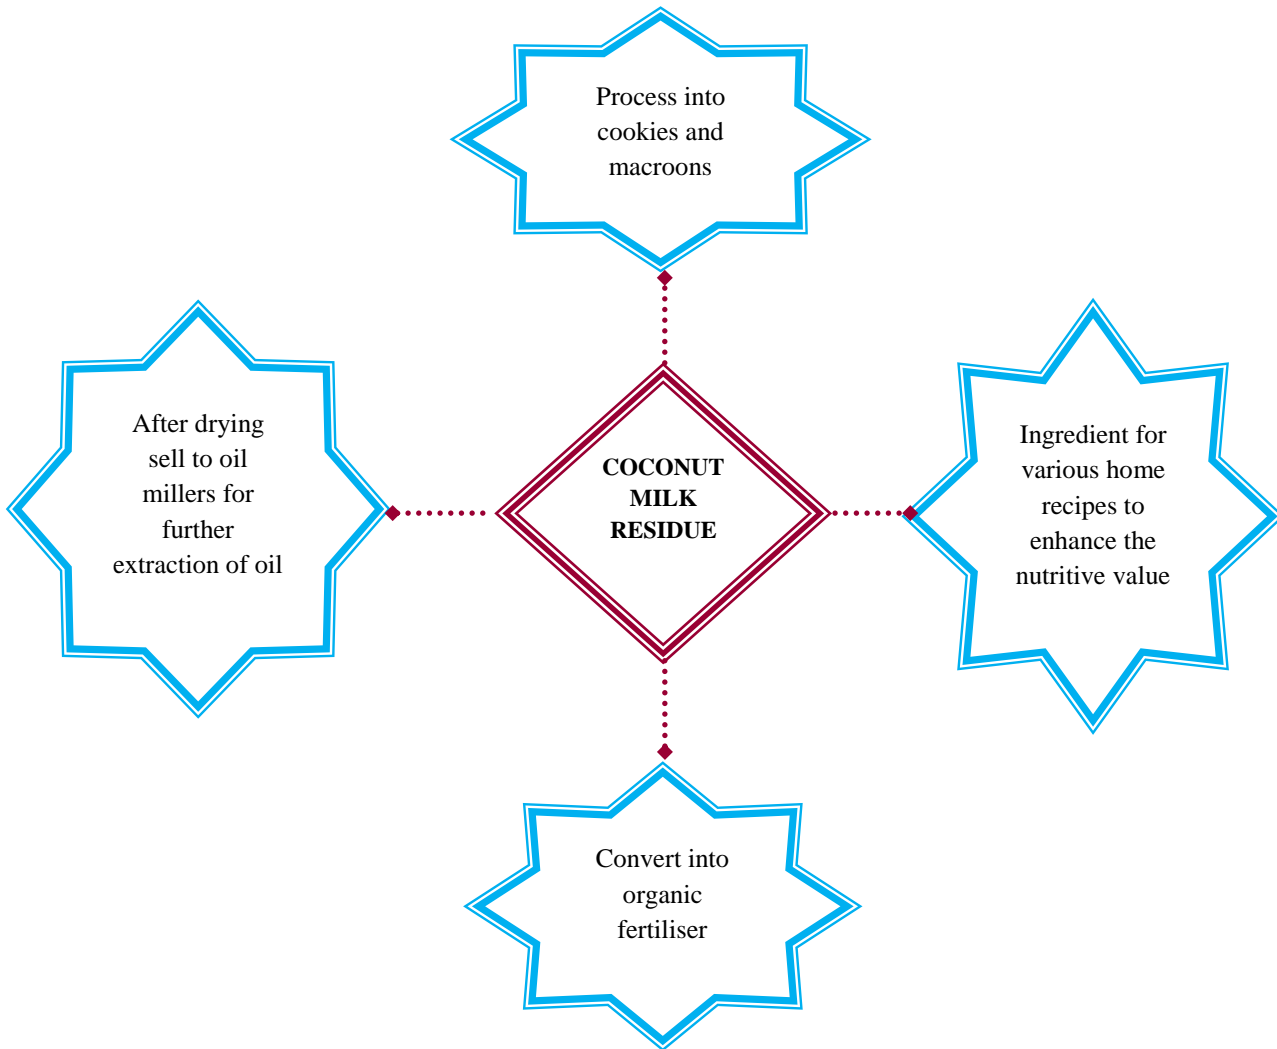 Process into
cookies and
macroons
After drying
sell to oil
millers for
further
extraction of oil
COCONUT
MILK
RESIDUE
Ingredient for
various home
recipes to
enhance the
nutritive value
Convert into
organic
fertiliser